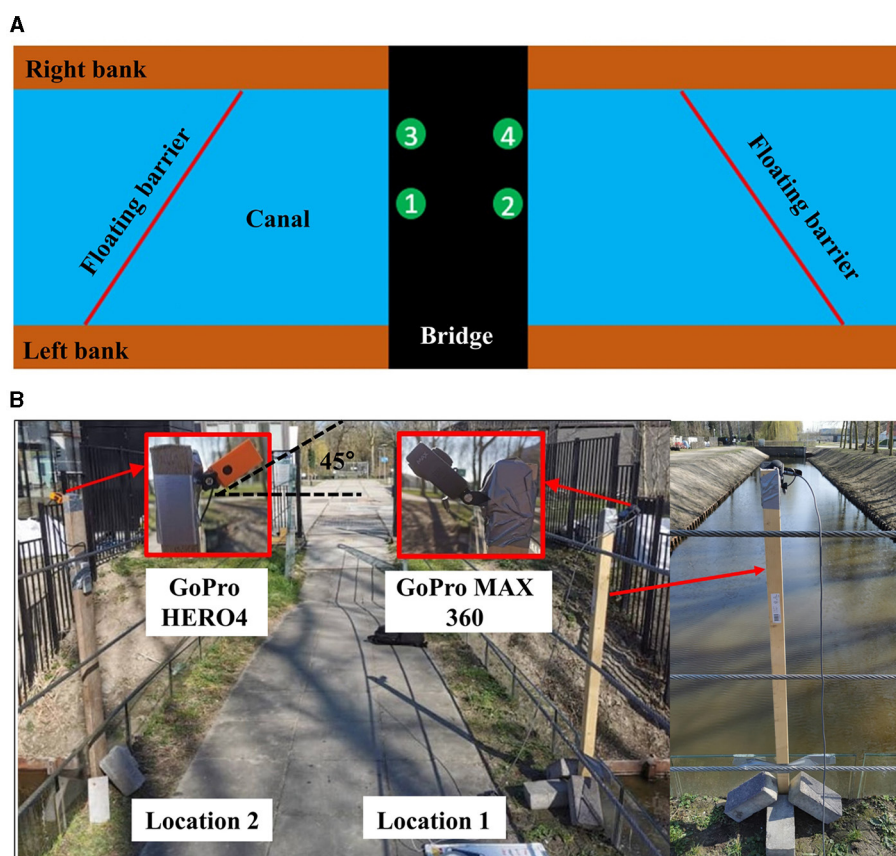 A
Right bank
Floating barrier
Canal
3
4
1
2
Floating barrier
Bridge
Left bank
B
45°
GoPro
HERO4
GoPro MAX
360
Location 2
Location 1